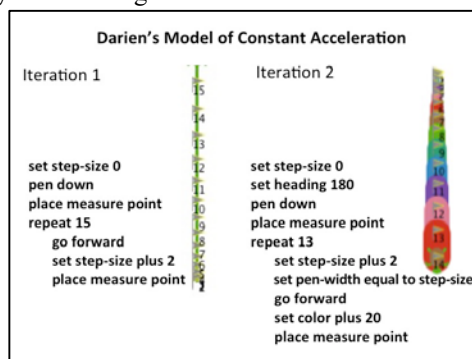 Darien's Model of Constant Acceleration
Iteration 1
15
14
13
12
11
10
9
8
7
set step-size 0
pen down
place measure point
repeat 15
go forward
set step-size plus 2
place measure point
Iteration 2
8
9
10
11
12
13
14
set step-size 0
set heading 180
pen down
place measure point
repeat 13
set step-size plus 2
set pen-width equal to step-size
go forward
set color plus 20
place measure point